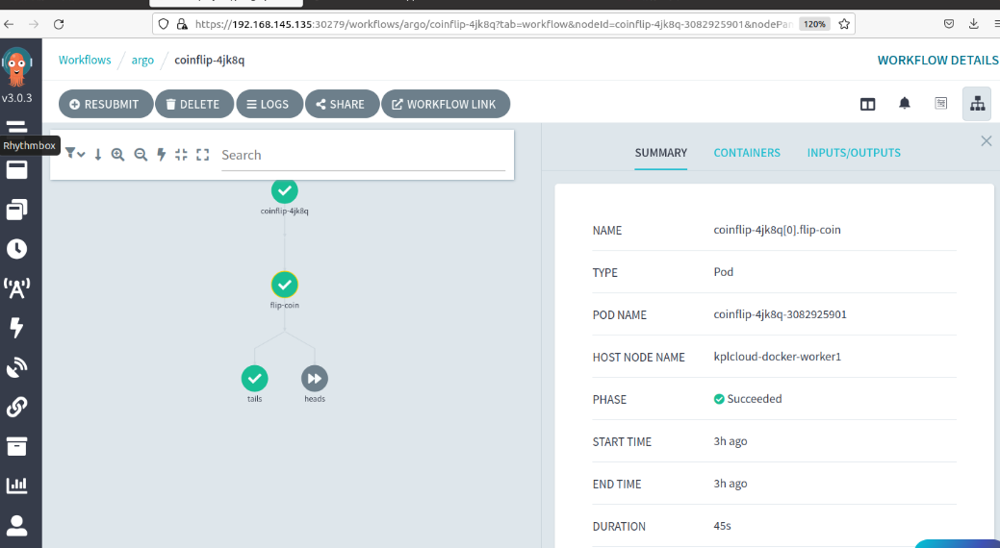 https://192.168.145.135:30279/workflows/argo/coinflip-4jk8q?tab=workflow&nodeId=coinflip-4jk8q-3082925901&nodePan
120%
v3.0.3
Rhythmbox
Workflows / argo / coinflip-4jk8q
WORKFLOW DETAILS
RESUBMIT DELETE LOGS SHARE WORKFLOW LINK
Search
coinflip-4jk8q
flip-coin
tails heads
SUMMARY CONTAINERS INPUTS/OUTPUTS
NAME coinflip-4jk8q[0].flip-coin
TYPE Pod
POD NAME coinflip-4jk8q-3082925901
HOST NODE NAME kplcloud-docker-worker1
PHASE Succeeded
START TIME 3h ago
END TIME 3h ago
DURATION 45s